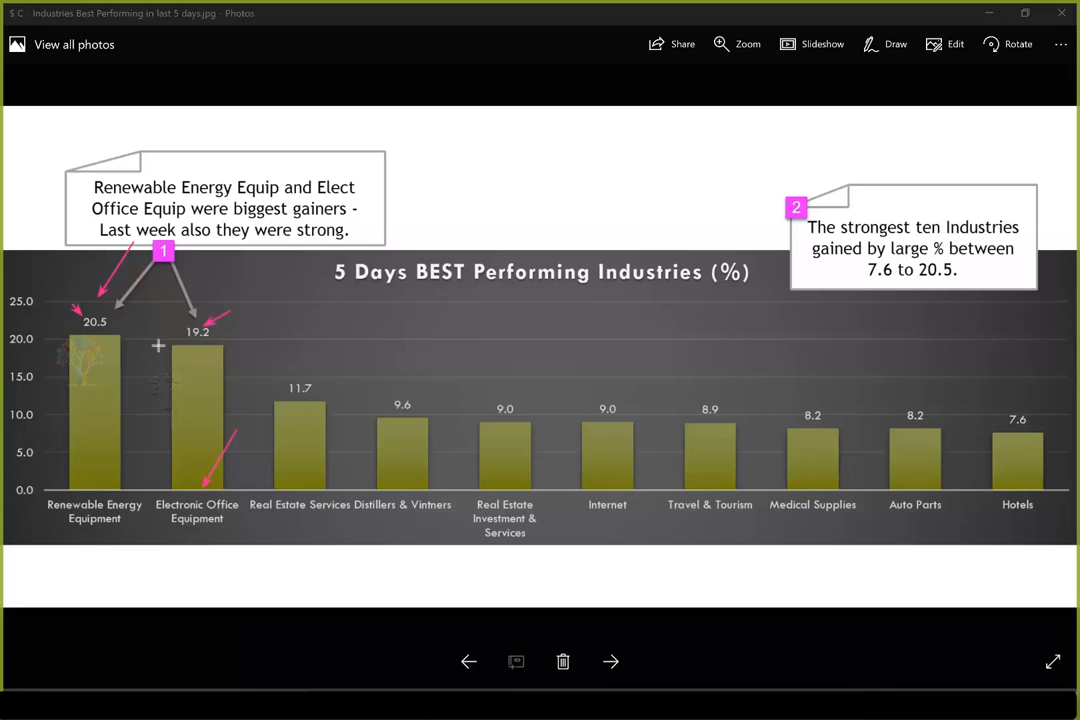 $ C Industries Best Performing in last 5 days.jpg - Photos
View all photos
Share
Zoom
Slideshow
Draw
Edit
Rotate
Renewable Energy Equip and Elect
Office Equip were biggest gainers -
Last week also they were strong.
1
2
The strongest ten Industries
gained by large % between
7.6 to 20.5.
5 Days BEST Performing Industries (%)
25.0
20.0
15.0
10.0
5.0
0.0
20.5
19.2
11.7
9.6
9.0
9.0
8.9
8.2
8.2
7.6
Renewable Energy
Equipment
Electronic Office
Equipment
Real Estate Services
Distillers & Vintners
Real Estate
Investment &
Services
Internet
Travel & Tourism
Medical Supplies
Auto Parts
Hotels